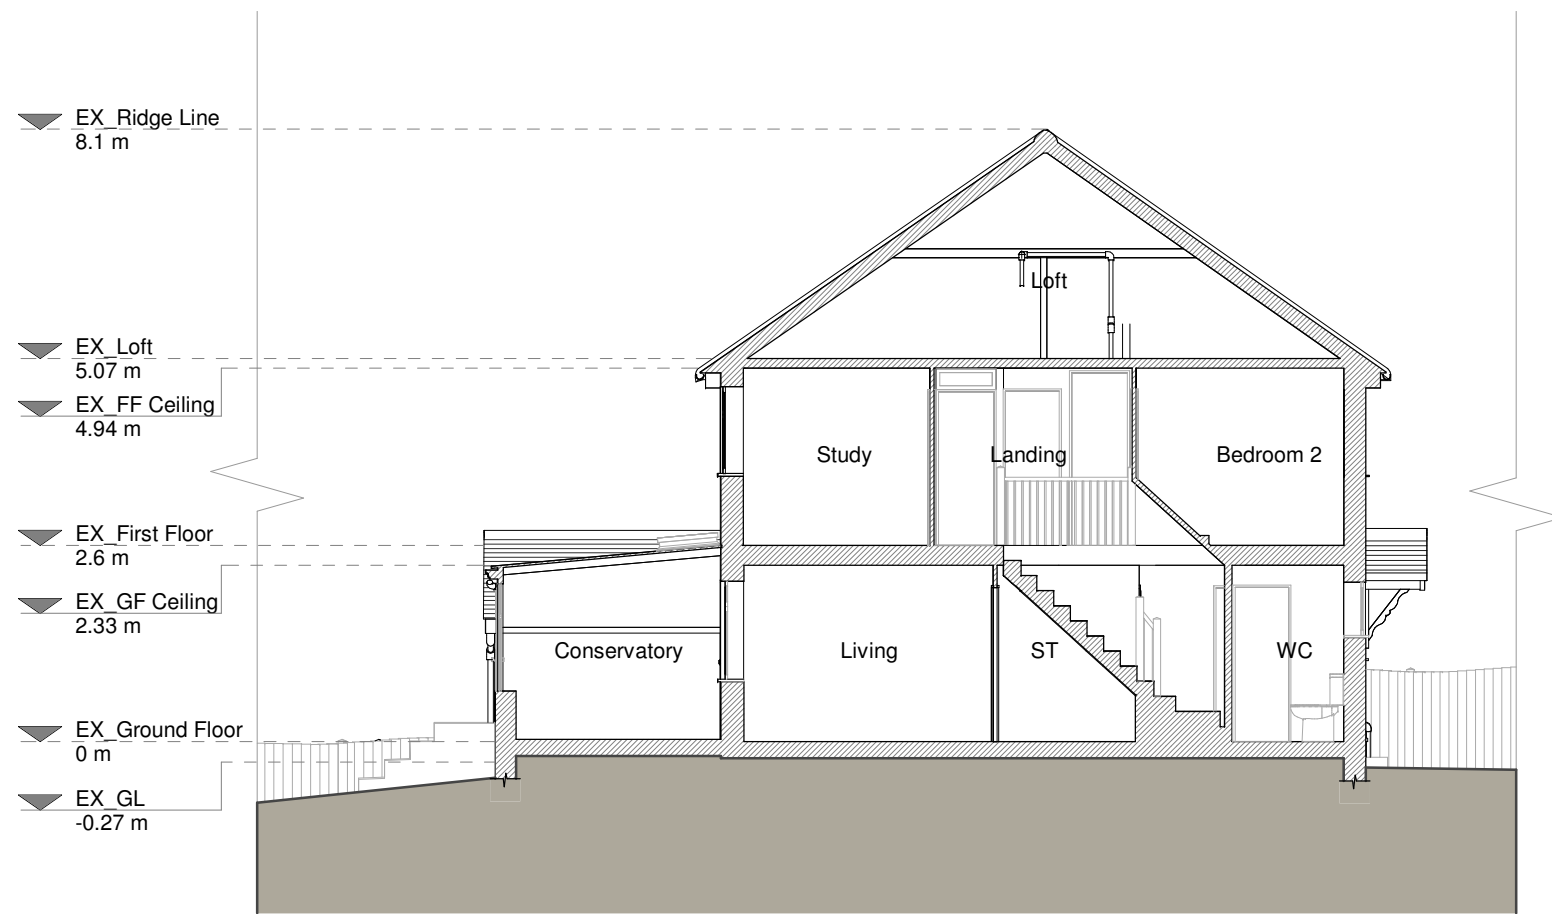 EX_Ridge Line
8.1 m
Loft
EX_Loft
5.07 m
EX_FF Ceiling
4.94 m
Study
Landing
Bedroom 2
EX_First Floor
2.6 m
EX_GF Ceiling
2.33 m
Conservatory
Living
ST
WC
EX_Ground Floor
0 m
EX_GL
-0.27 m